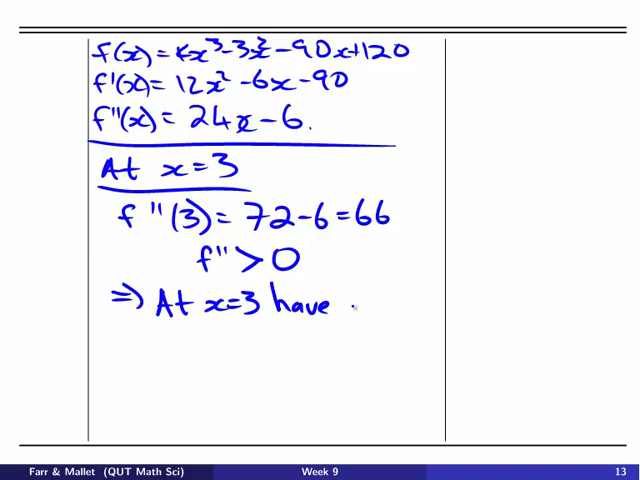 f(x)=4x³-3x²-90x+120
f'(x)=12x²-6x-90
f''(x)=24x-6.
At x=3
f''(3)=72-6=66
f''>0
⇒ At x=3 have
Farr & Mallet (QUT Math Sci) Week 9 13